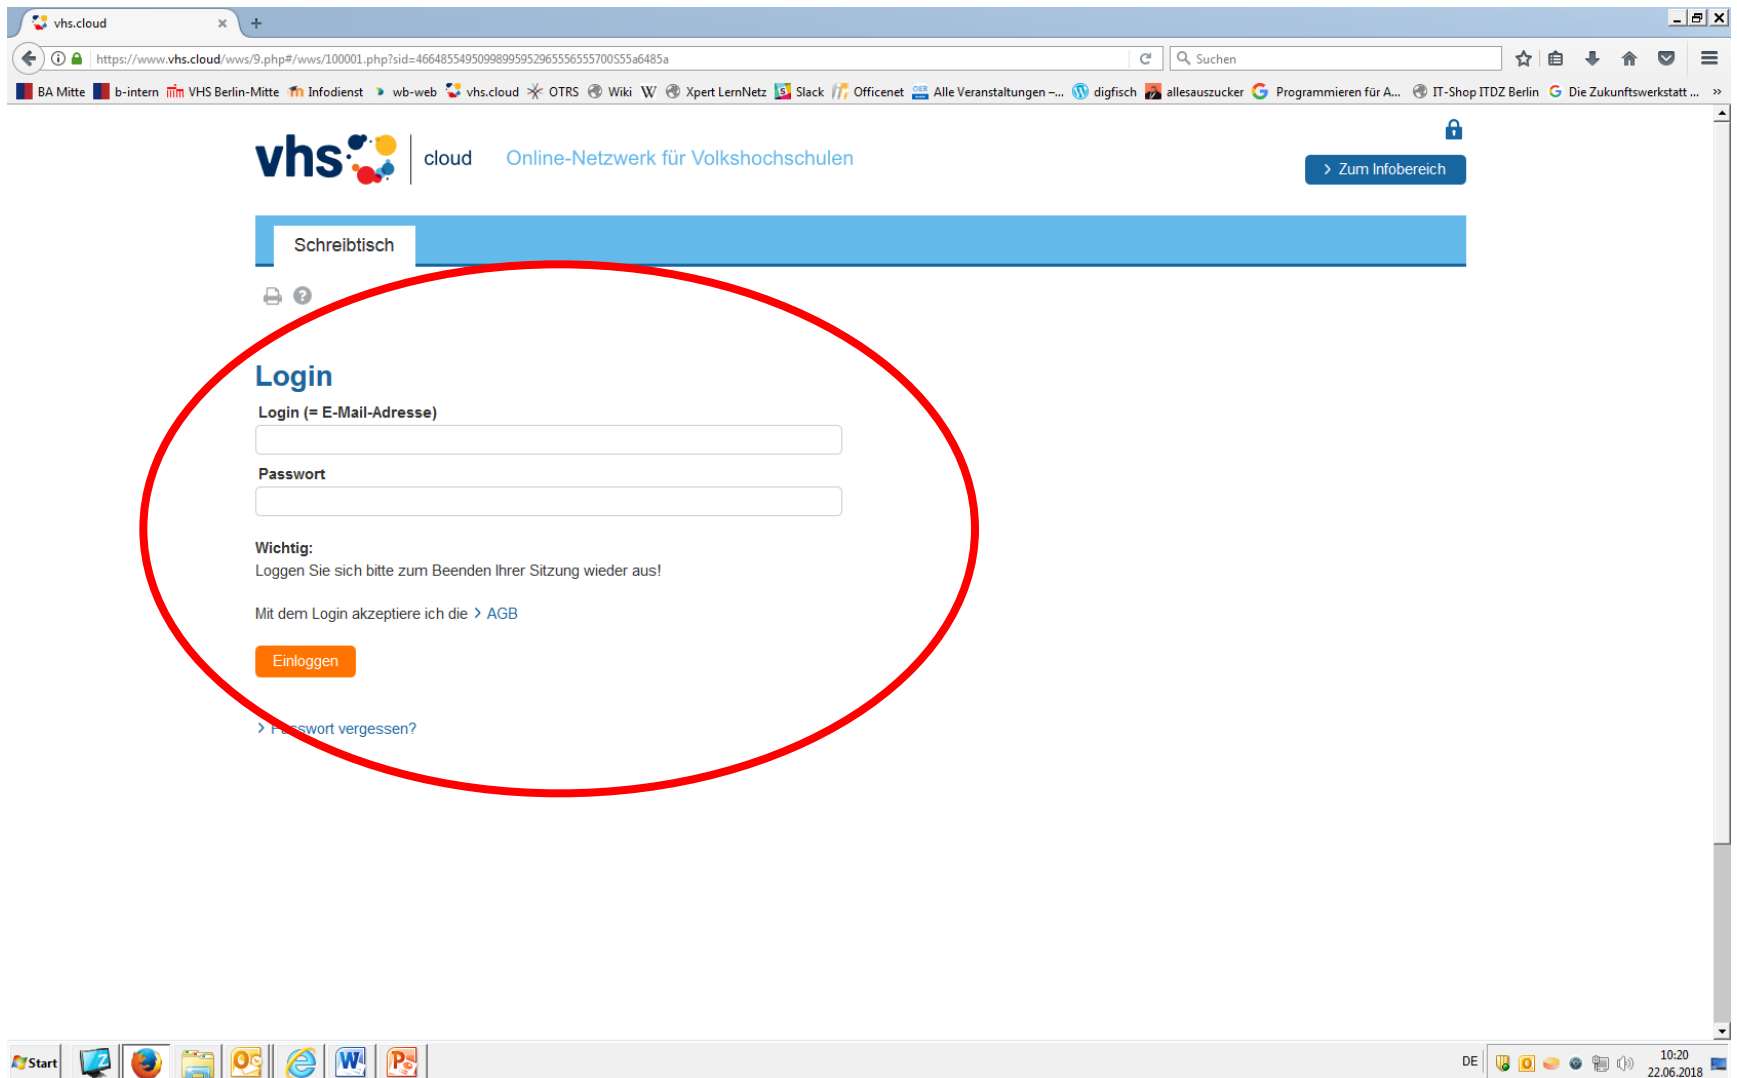 vhs.cloud
https://www.vhs.cloud/wws/9.php#/wws/100001.php?sid=46648554950998995952965556555700S55a6485a
Suchen
BA Mitte b-intern VHS Berlin-Mitte Infodienst wb-web vhs.cloud OTRS Wiki W Xpert LernNetz Slack Officenet OER Alle Veranstaltungen –... digfisch allesauszucker Programmieren für A... IT-Shop ITDZ Berlin Die Zukunftswerkstatt ... »
vhs cloud Online-Netzwerk für Volkshochschulen
> Zum Infobereich
Schreibtisch
Login
Login (= E-Mail-Adresse)
Passwort
Wichtig:
Loggen Sie sich bitte zum Beenden Ihrer Sitzung wieder aus!
Mit dem Login akzeptiere ich die > AGB
Einloggen
> Passwort vergessen?
Start
DE
10:20
22.06.2018